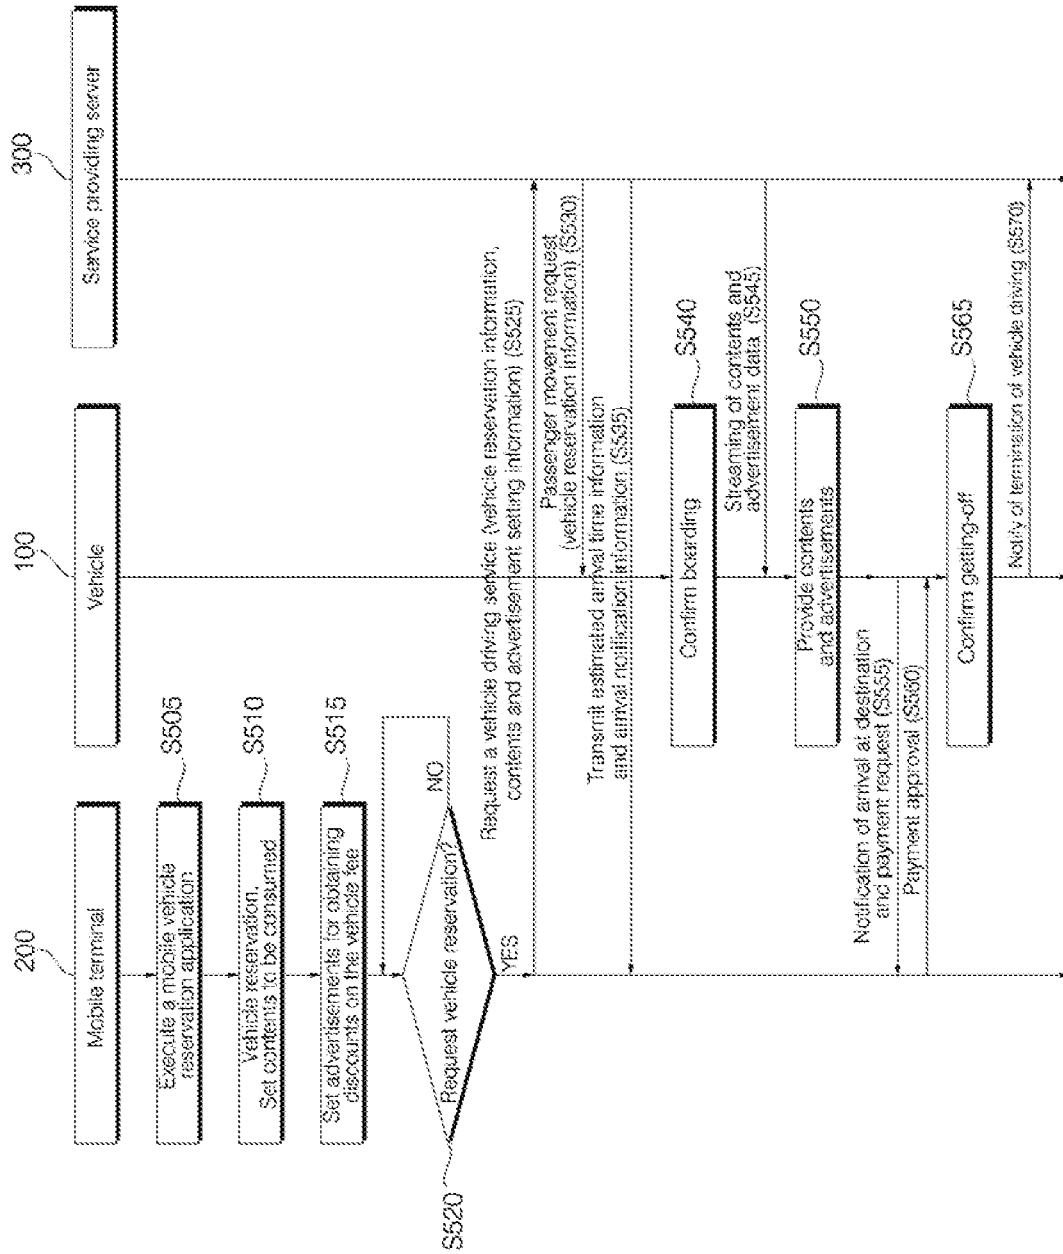 200
Mobile terminal
100
Vehicle
300
Service providing server
Execute a mobile vehicle
reservation application
S505
Vehicle reservation,
Set contents to be consumed
S510
Set advertisements for obtaining
discounts on the vehicle fee
S515
Request vehicle reservation?
S520
NO
YES
Request a vehicle driving service (vehicle reservation information,
contents and advertisement setting information) (S525)
Passenger movement request
(vehicle reservation information) (S530)
Transmit estimated arrival time information
and arrival notification information (S535)
Confirm boarding
S540
Streaming of contents and
advertisement data (S545)
Provide contents
and advertisements
S550
Notification of arrival at destination
and payment request (S555)
Payment approval (S560)
Confirm getting-off
S565
Notify of termination of vehicle driving (S570)